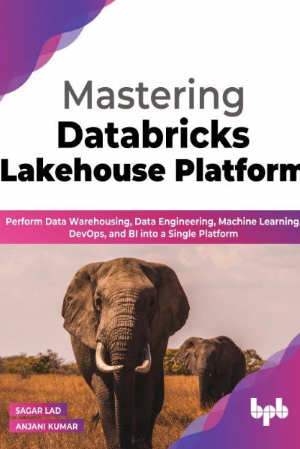 Mastering
Databricks
Lakehouse Platform
Perform Data Warehousing, Data Engineering, Machine Learning,
DevOps, and BI into a Single Platform
SAGAR LAD
ANJANI KUMAR
bpb